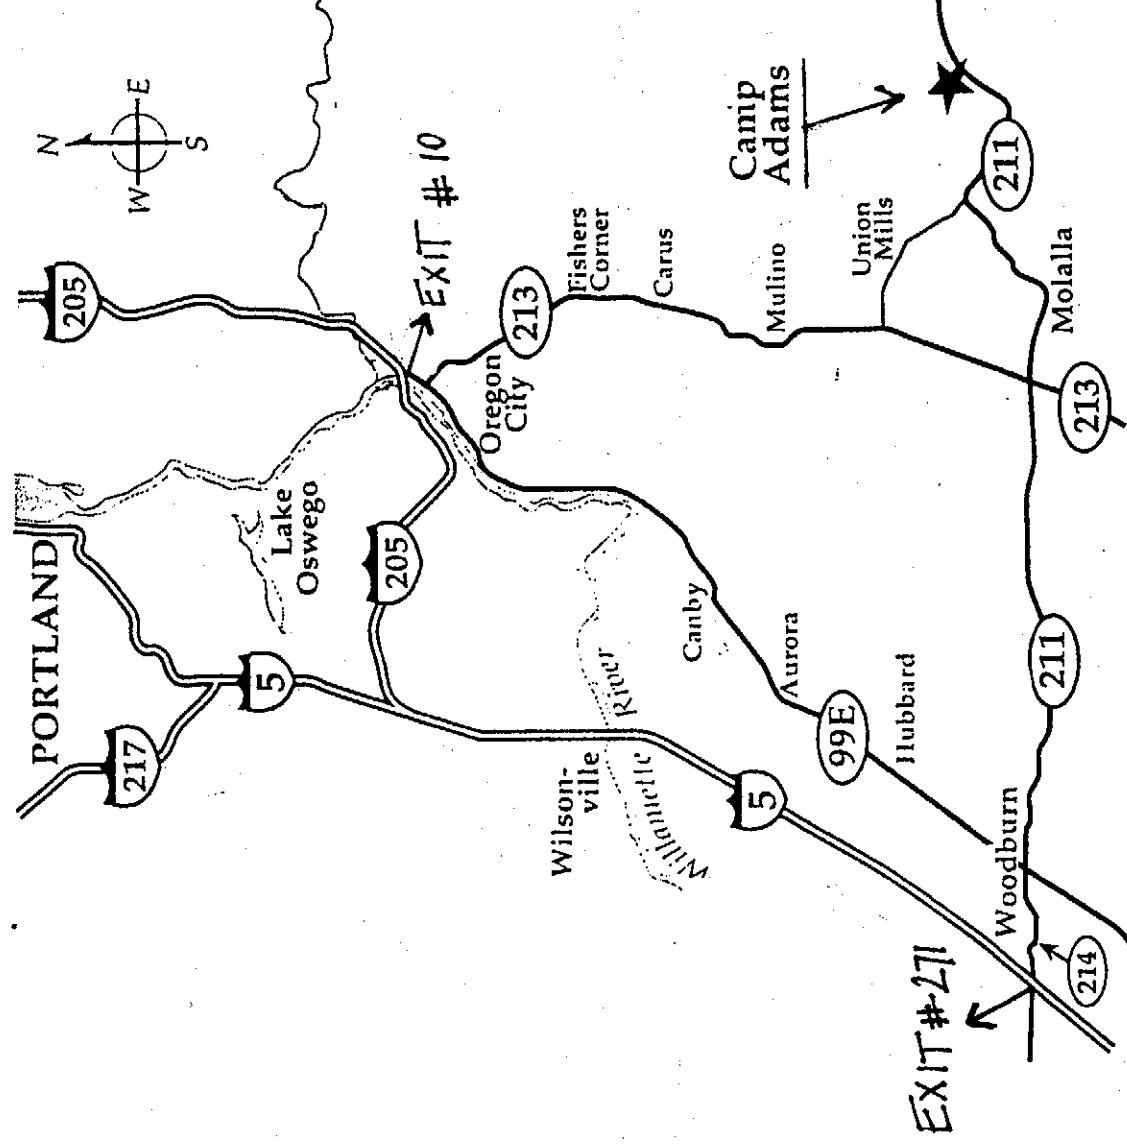 N
W
E
S
205
PORTLAND
217
5
Lake
Oswego
205
EXIT #10
Oregon
City
213
Fishers
Corner
Carus
Mulino
Union
Mills
Camp
Adams
211
Molalla
213
Wilson-
ville
Willamette River
5
Canby
Aurora
99E
Hubbard
211
Woodburn
214
EXIT #271